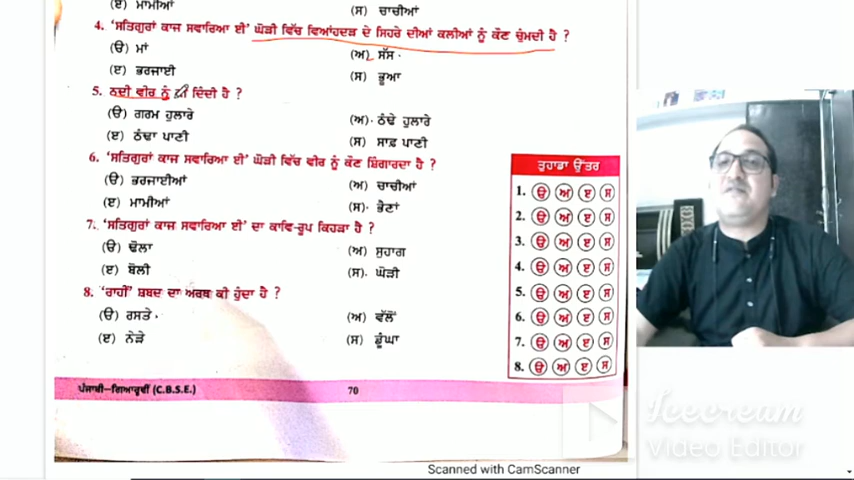 (ੲ) ਮਾਮੀਆਂ (ਸ) ਚਾਚੀਆਂ
4. 'ਸਤਿਗੁਰਾਂ ਕਾਜ ਸਵਾਰਿਆ ਈ' ਘੋੜੀ ਵਿੱਚ ਵਿਆਂਹਦੜ ਦੇ ਸਿਹਰੇ ਦੀਆਂ ਕਲੀਆਂ ਨੂੰ ਕੌਣ ਚੁੰਮਦੀ ਹੈ ?
(ੳ) ਮਾਂ (ਅ) ਸੱਸ
(ੲ) ਭਰਜਾਈ (ਸ) ਭੂਆ
5. ਨਦੀ ਵੀਰ ਨੂੰ ਦਿੰਦੀ ਹੈ ?
(ੳ) ਗਰਮ ਹੁਲਾਰੇ (ਅ) ਠੰਢੇ ਹੁਲਾਰੇ
(ੲ) ਠੰਢਾ ਪਾਣੀ (ਸ) ਸਾਫ਼ ਪਾਣੀ
6. 'ਸਤਿਗੁਰਾਂ ਕਾਜ ਸਵਾਰਿਆ ਈ' ਘੋੜੀ ਵਿੱਚ ਵੀਰ ਨੂੰ ਕੌਣ ਸ਼ਿੰਗਾਰਦਾ ਹੈ ?
(ੳ) ਭਰਜਾਈਆਂ (ਅ) ਚਾਚੀਆਂ
(ੲ) ਮਾਮੀਆਂ (ਸ) ਭੈਣਾਂ
7. 'ਸਤਿਗੁਰਾਂ ਕਾਜ ਸਵਾਰਿਆ ਈ' ਦਾ ਕਾਵਿ-ਰੂਪ ਕਿਹੜਾ ਹੈ ?
(ੳ) ਢੋਲਾ (ਅ) ਸੁਹਾਗ
(ੲ) ਬੋਲੀ (ਸ) ਘੋੜੀ
8. 'ਰਾਹੀਂ' ਸ਼ਬਦ ਦਾ ਅਰਥ ਕੀ ਹੁੰਦਾ ਹੈ ?
(ੳ) ਰਸਤੇ (ਅ) ਵੱਲੋਂ
(ੲ) ਨੇੜੇ (ਸ) ਡੂੰਘਾ
ਤੁਹਾਡਾ ਉੱਤਰ
1. ੳ ਅ ੲ ਸ
2. ੳ ਅ ੲ ਸ
3. ੳ ਅ ੲ ਸ
4. ੳ ਅ ੲ ਸ
5. ੳ ਅ ੲ ਸ
6. ੳ ਅ ੲ ਸ
7. ੳ ਅ ੲ ਸ
8. ੳ ਅ ੲ ਸ
ਪੰਜਾਬੀ-ਗਿਆਰ੍ਹਵੀਂ (C.B.S.E.) 70
Scanned with CamScanner
Icecream
Video Editor